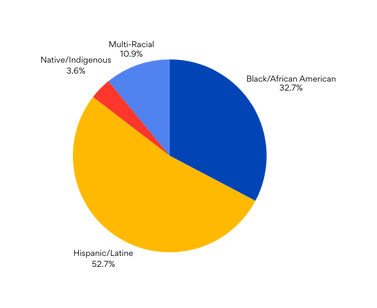 Multi-Racial
10.9%
Native/Indigenous
3.6%
Black/African American
32.7%
Hispanic/Latine
52.7%